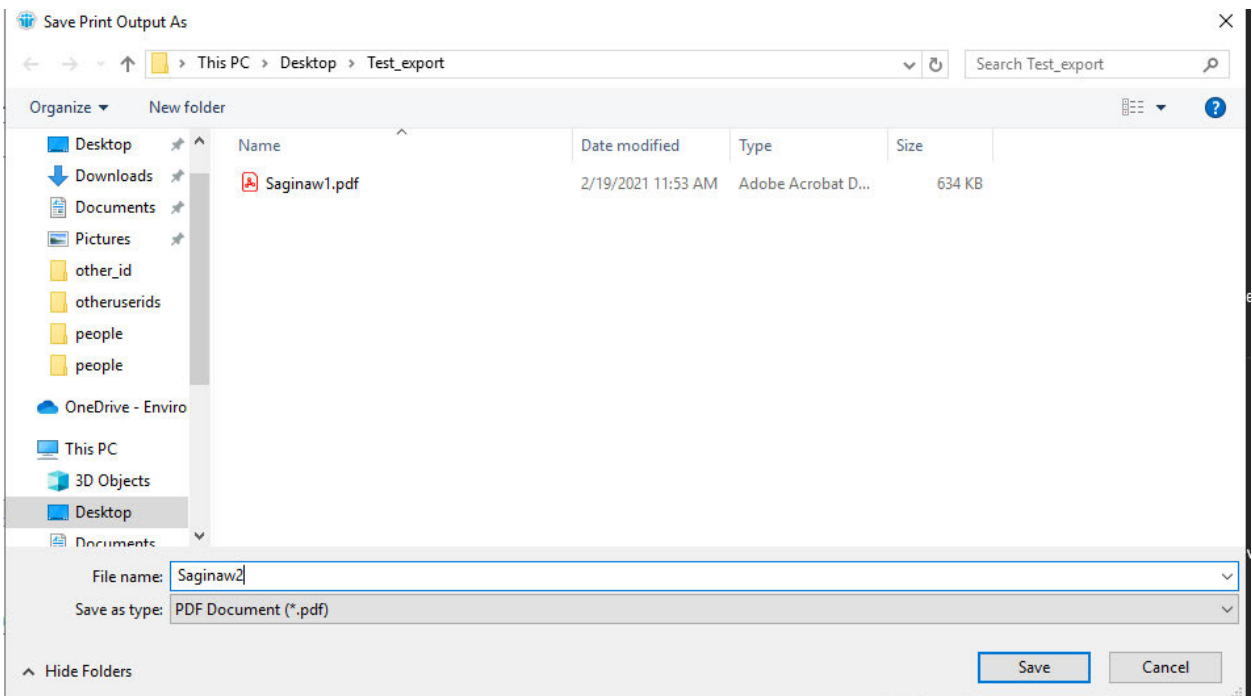 Save Print Output As
This PC > Desktop > Test_export
Search Test_export
Organize
New folder
Name
Date modified
Type
Size
Saginaw1.pdf
2/19/2021 11:53 AM
Adobe Acrobat D...
634 KB
Desktop
Downloads
Documents
Pictures
other_id
otheruserids
people
people
OneDrive - Enviro
This PC
3D Objects
Desktop
Documents
File name: Saginaw2
Save as type: PDF Document (*.pdf)
Hide Folders
Save
Cancel